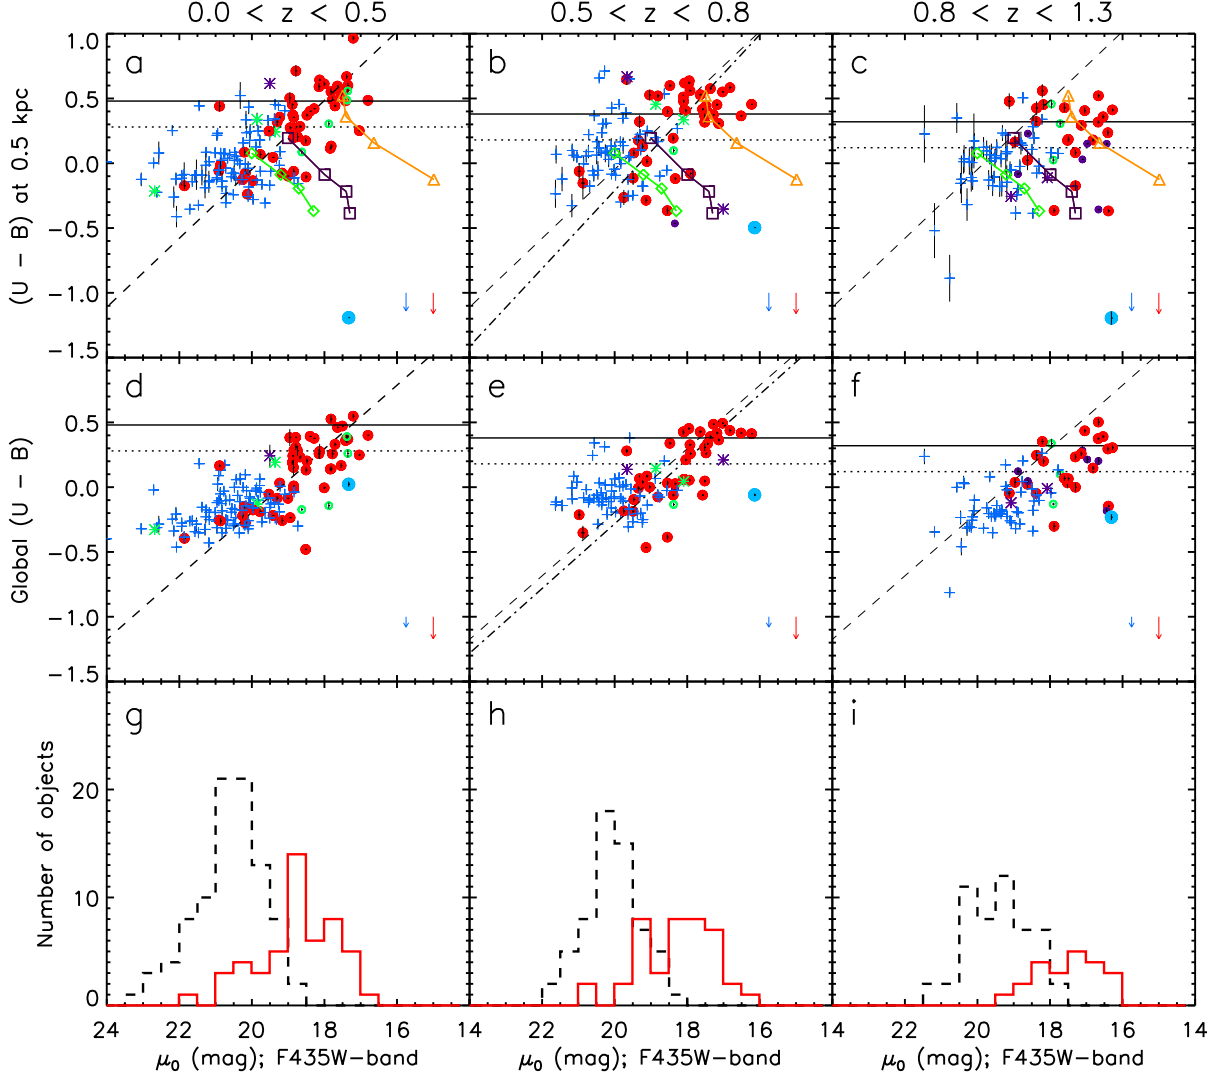 0.0 < z < 0.5
0.5 < z < 0.8
0.8 < z < 1.3
(U − B) at 0.5 kpc
1.0
0.5
0.0
−0.5
−1.0
−1.5
a
b
c
Global (U − B)
0.5
0.0
−0.5
−1.0
−1.5
d
e
f
Number of objects
20
10
0
g
h
i
24 22 20 18 16
22 20 18 16
22 20 18 16 14
μ₀ (mag); F435W−band
μ₀ (mag); F435W−band
μ₀ (mag); F435W−band